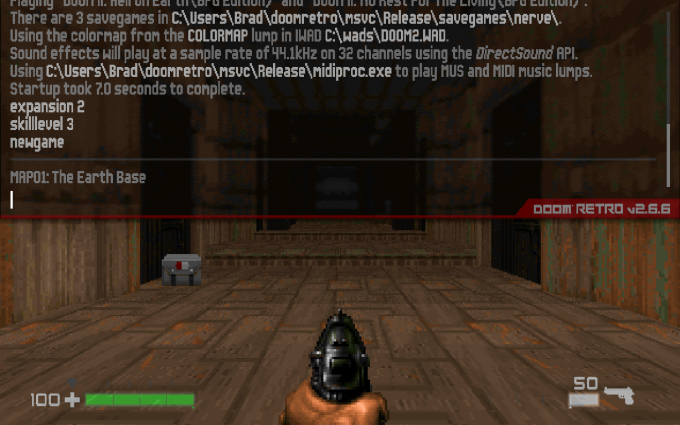 Playing "DOOM II: Hell on Earth (BFG Edition)" and "DOOM II: No Rest For The Living (BFG Edition)".
There are 3 savegames in C:\Users\Brad\doomretro\msvc\Release\savegames\nerve\.
Using the colormap from the COLORMAP lump in IWAD C:\wads\DOOM2.WAD.
Sound effects will play at a sample rate of 44.1kHz on 32 channels using the DirectSound API.
Using C:\Users\Brad\doomretro\msvc\Release\midiproc.exe to play MUS and MIDI music lumps.
Startup took 7.0 seconds to complete.
expansion 2
skilllevel 3
newgame
MAP01: The Earth Base
DOOM RETRO v2.6.6
100
50